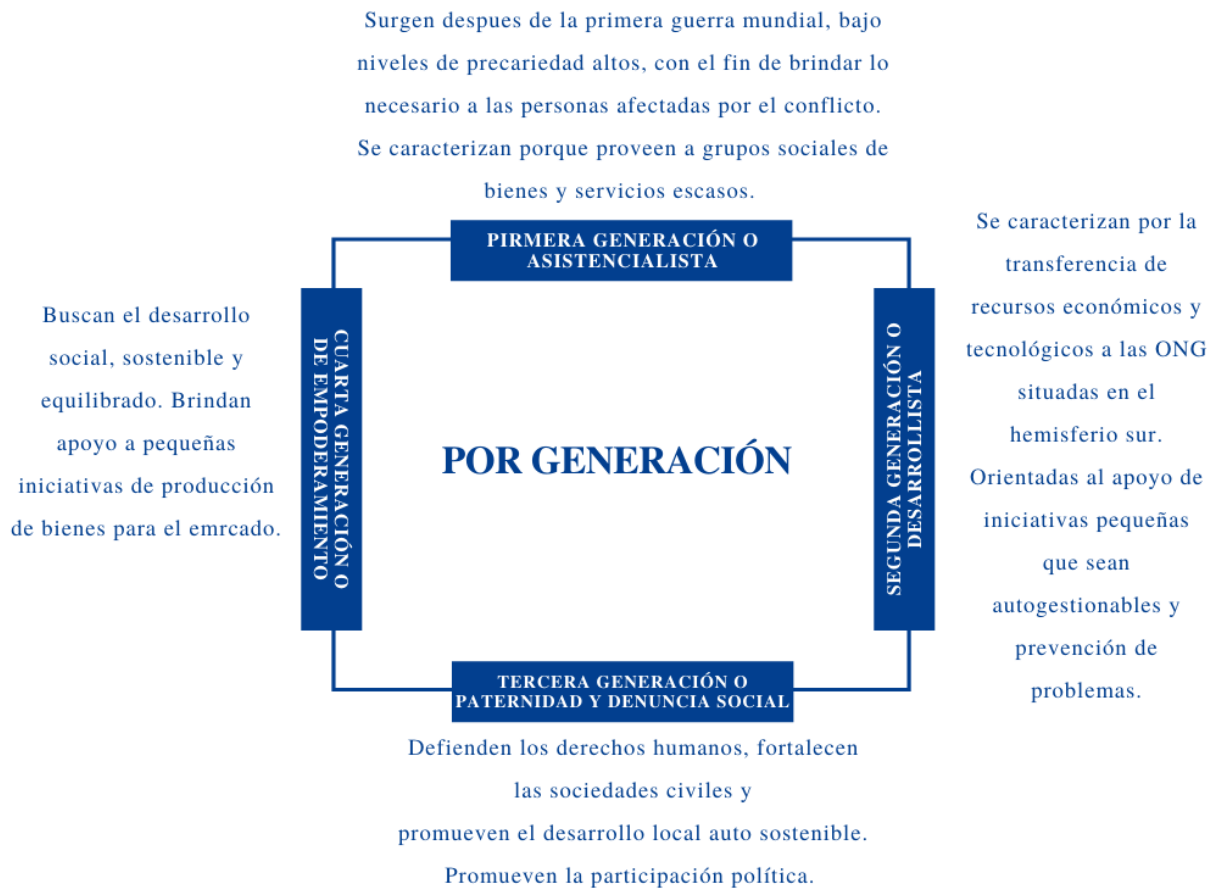 Surgen despues de la primera guerra mundial, bajo
niveles de precariedad altos, con el fin de brindar lo
necesario a las personas afectadas por el conflicto.
Se caracterizan porque proveen a grupos sociales de
bienes y servicios escasos.
PIRMERA GENERACIÓN O
ASISTENCIALISTA
Se caracterizan por la
transferencia de
recursos económicos y
tecnológicos a las ONG
situadas en el
hemisferio sur.
Orientadas al apoyo de
iniciativas pequeñas
que sean
autogestionables y
prevención de
problemas.
SEGUNDA GENERACIÓN O
DESARROLLISTA
POR GENERACIÓN
CUARTA GENERACIÓN O
DE EMPODERAMIENTO
Buscan el desarrollo
social, sostenible y
equilibrado. Brindan
apoyo a pequeñas
iniciativas de producción
de bienes para el emrcado.
TERCERA GENERACIÓN O
PATERNIDAD Y DENUNCIA SOCIAL
Defienden los derechos humanos, fortalecen
las sociedades civiles y
promueven el desarrollo local auto sostenible.
Promueven la participación política.